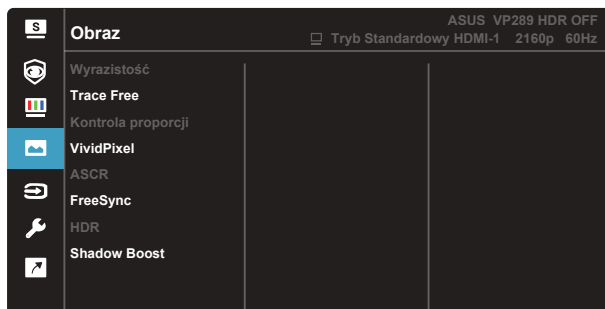 S
Obraz
ASUS VP289 HDR OFF
Tryb Standardowy HDMI-1 2160p 60Hz
Wyrazistość
Trace Free
Kontrola proporcji
VividPixel
ASCR
FreeSync
HDR
Shadow Boost